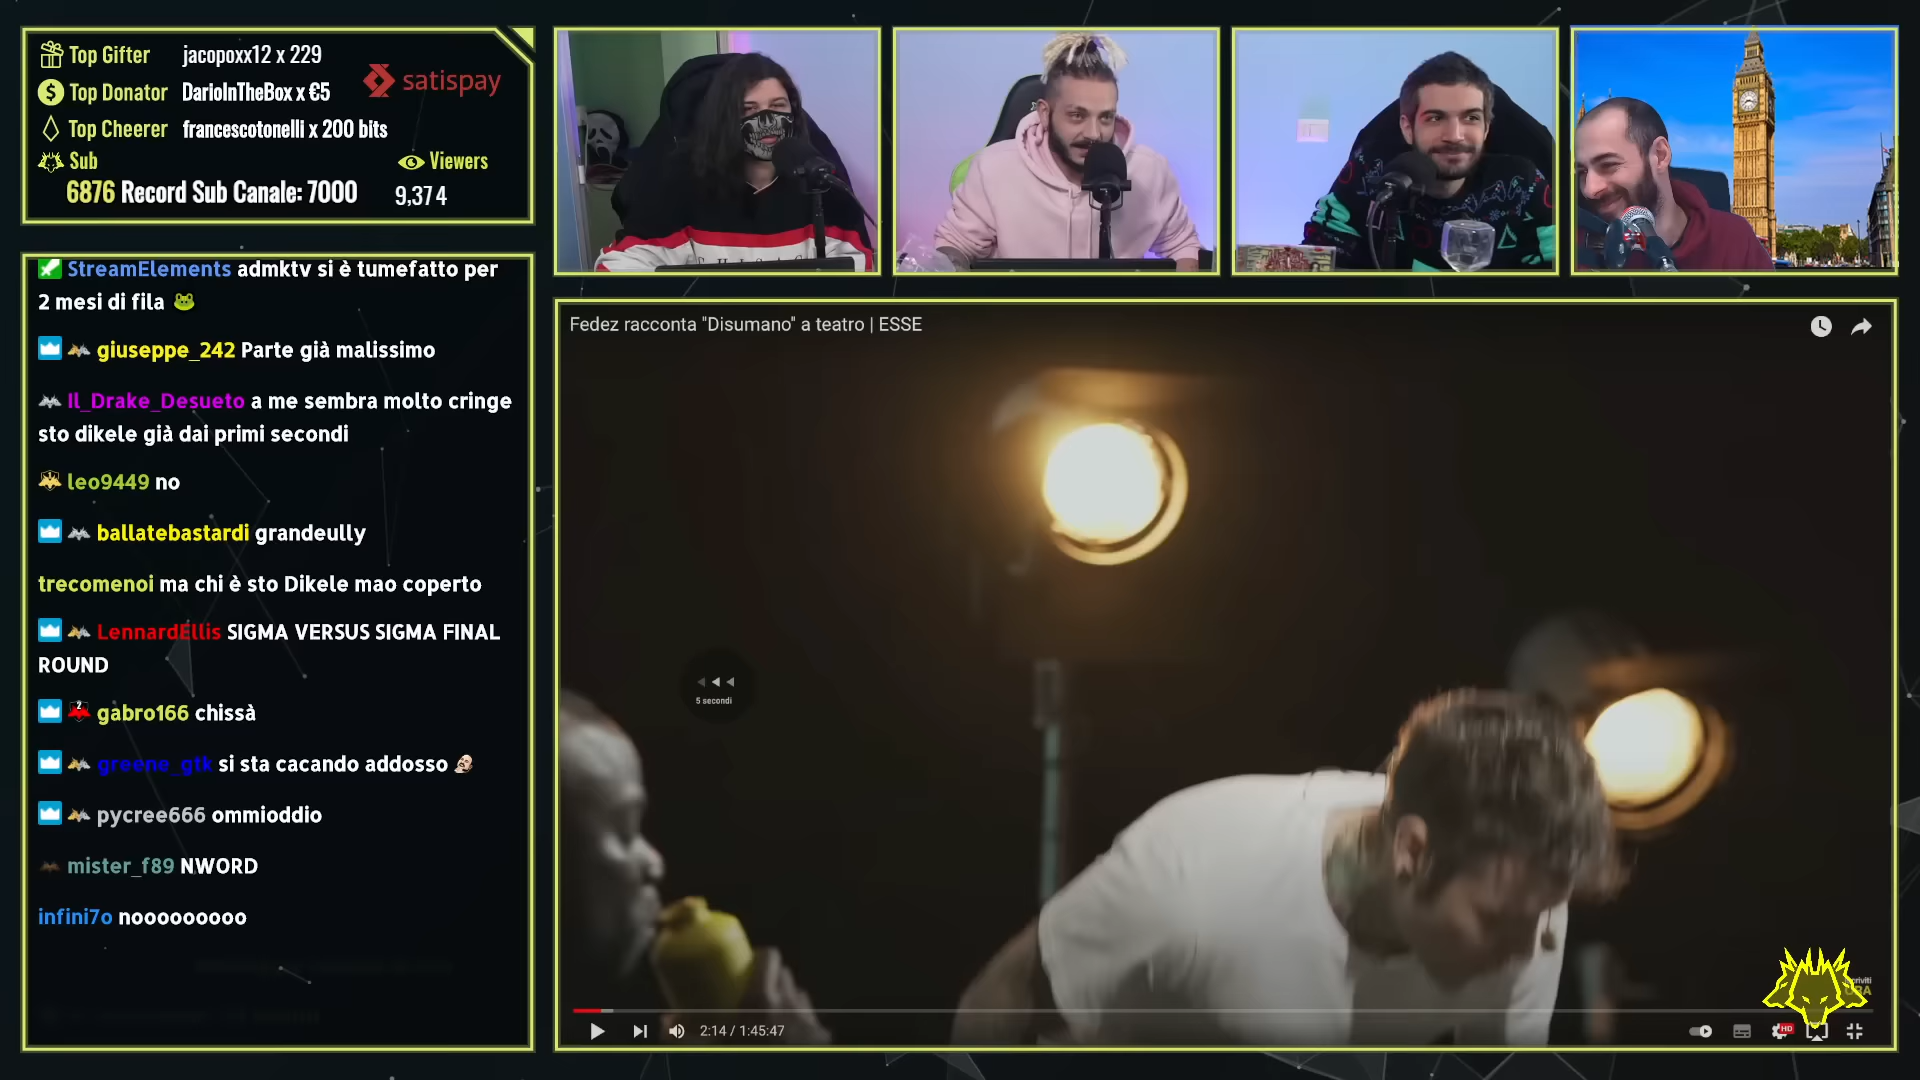 Top Gifter jacopoxx12 x 229
Top Donator DarioInTheBox x €5
satispay
Top Cheerer francescotonelli x 200 bits
Sub
Viewers
6876 Record Sub Canale: 7000
9,374
StreamElements admktv si è tumefatto per
2 mesi di fila
giuseppe_242 Parte già malissimo
Il_Drake_Desueto a me sembra molto cringe
sto dikele già dai primi secondi
leo9449 no
ballatebastardi grandeully
trecomenoi ma chi è sto Dikele mao coperto
LennardEllis SIGMA VERSUS SIGMA FINAL
ROUND
gabro166 chissà
greene_gtk si sta cacando addosso
pycree666 ommioddio
mister_f89 NWORD
infini7o nooooooooo
Fedez racconta "Disumano" a teatro | ESSE
5 secondi
2:14 / 1:45:47
HD